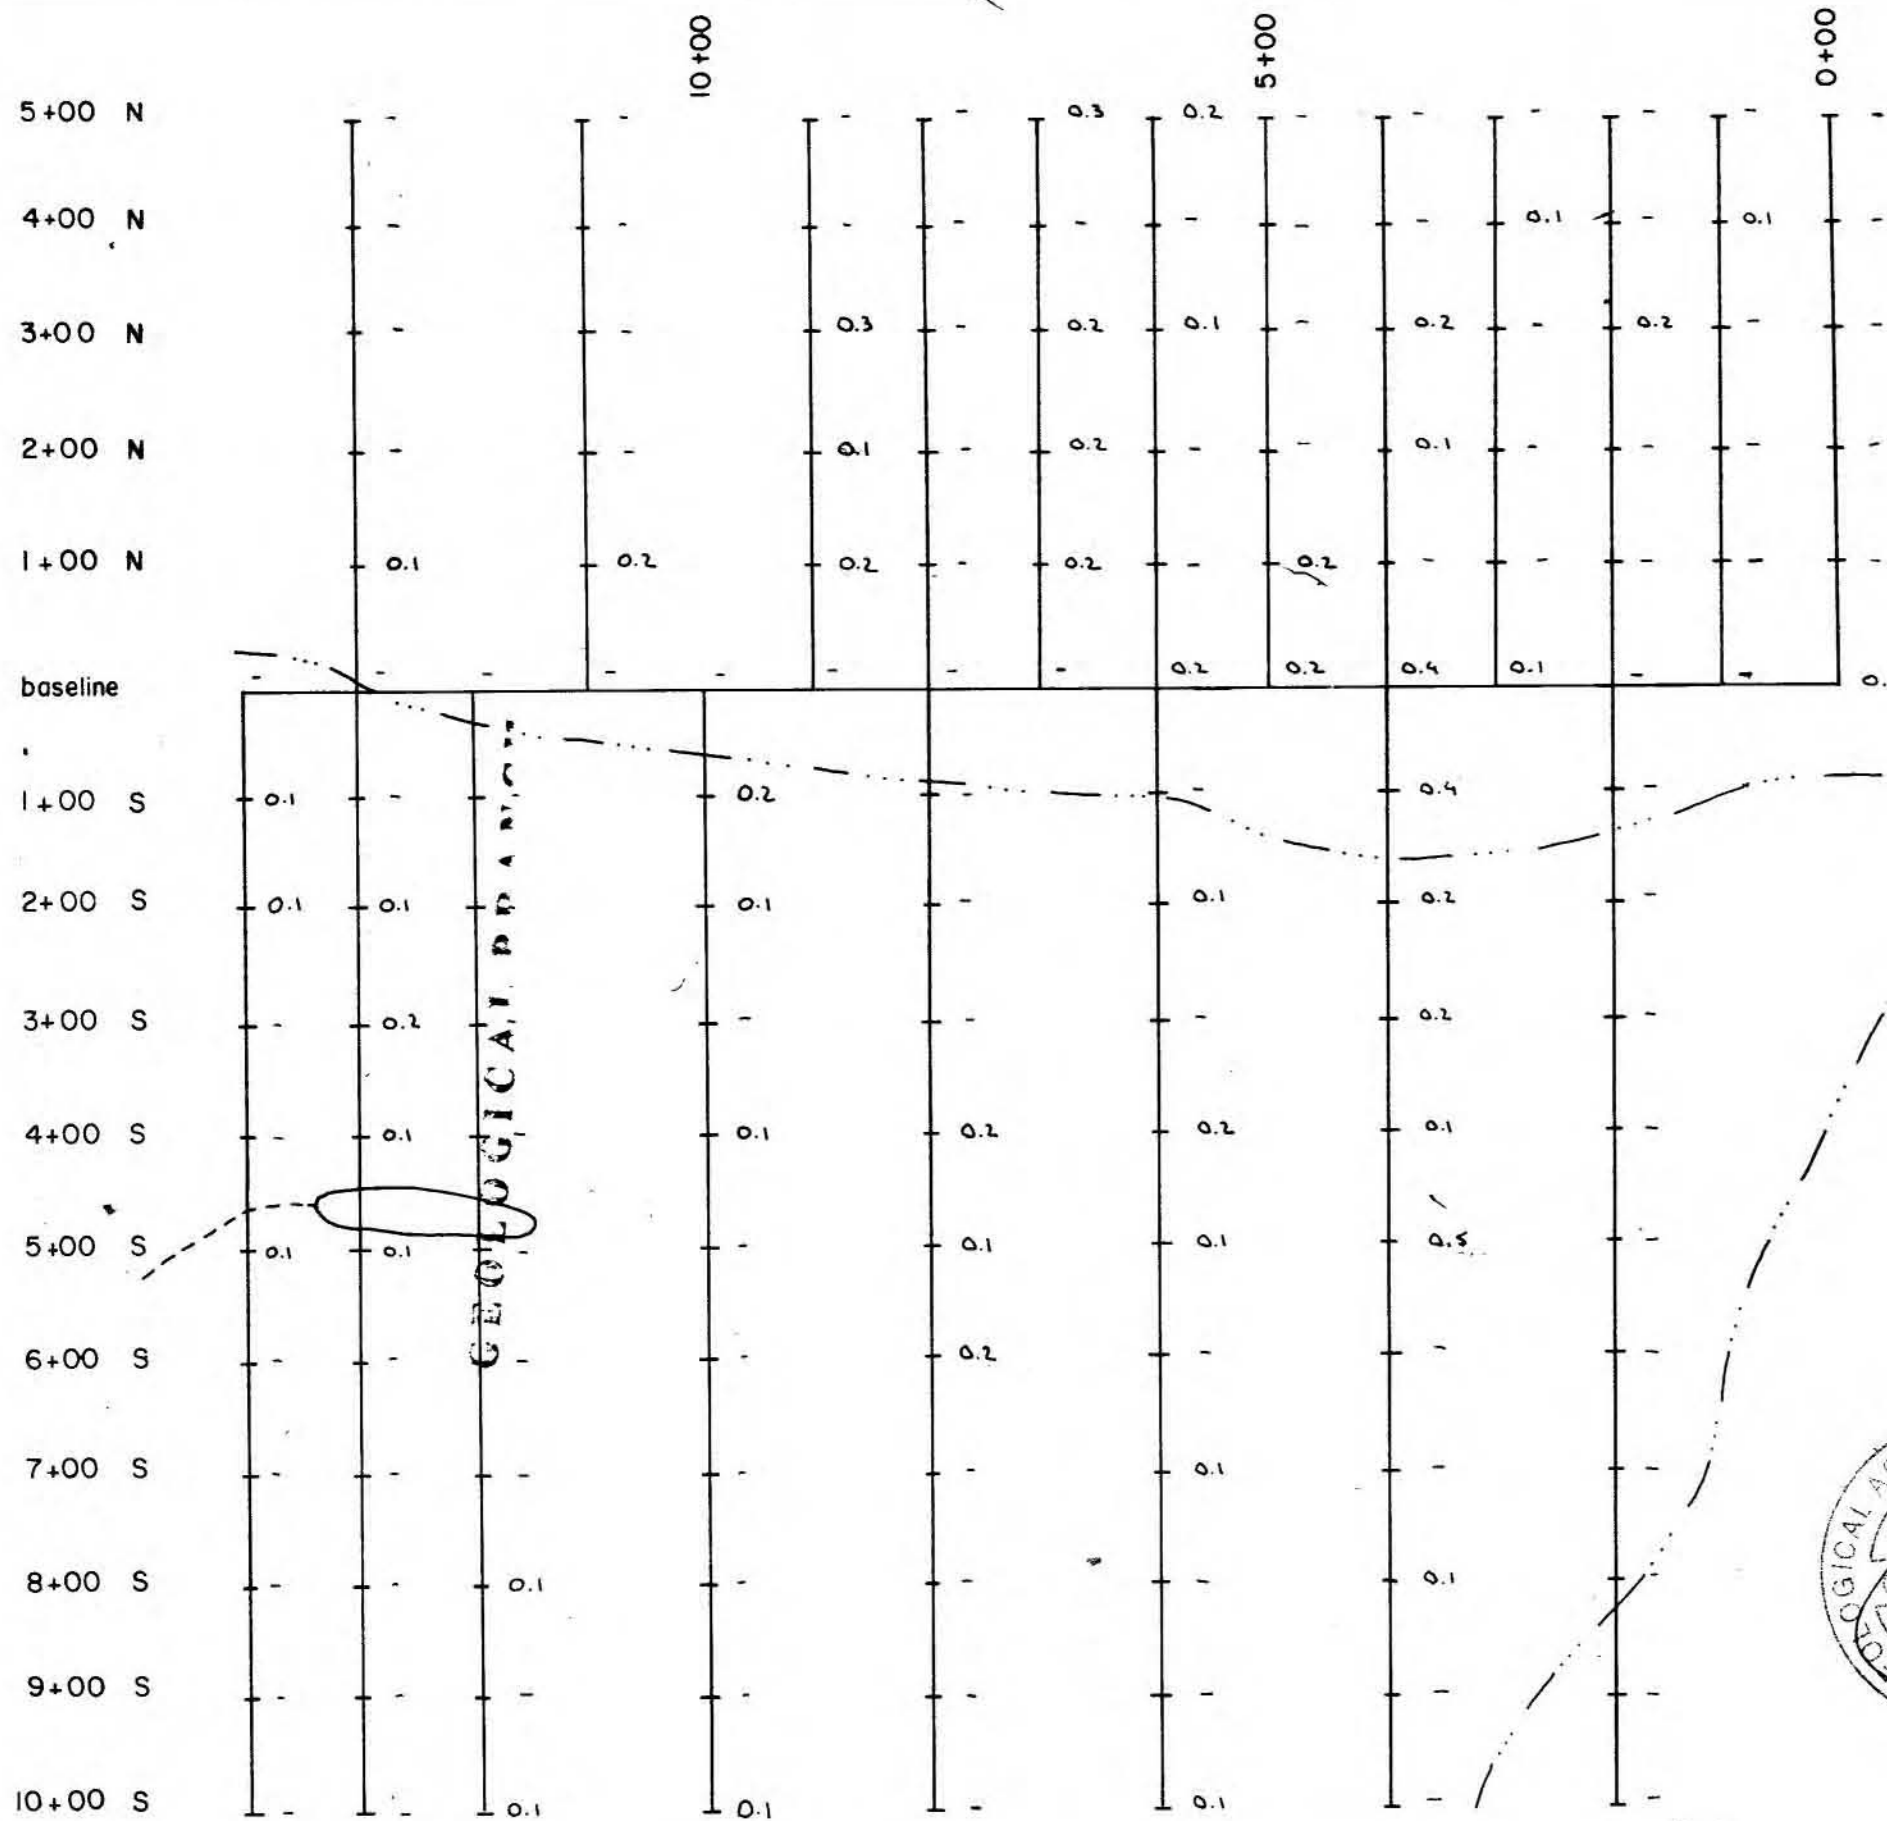 10+00 5+00 0+00
5+00 N - - - - 0.3 0.2 - - - - - -
4+00 N - - - - - - - - 0.1 - 0.1 -
3+00 N - - 0.3 - 0.2 0.1 - 0.2 - 0.2 - -
2+00 N - - 0.1 - 0.2 - - 0.1 - - - -
1+00 N 0.1 0.2 0.2 - 0.2 - 0.2 - - - - -
baseline - - - - - - - - 0.2 0.2 0.4 0.1 - - 0.
1+00 S 0.1 - - 0.2 - - 0.4 -
2+00 S 0.1 0.1 - 0.1 - 0.1 0.2 -
3+00 S - 0.2 - - - - 0.2 -
4+00 S - 0.1 - 0.1 0.2 0.2 0.1 -
5+00 S 0.1 0.1 - - 0.1 0.1 0.5 -
6+00 S - - - - 0.2 - - -
7+00 S - - - - - 0.1 - -
8+00 S - - 0.1 - - - 0.1 -
9+00 S - - - - - - - -
10+00 S - - 0.1 0.1 - 0.1 - -
GEOLOGICAL BRANCH
OLOGICAL AS